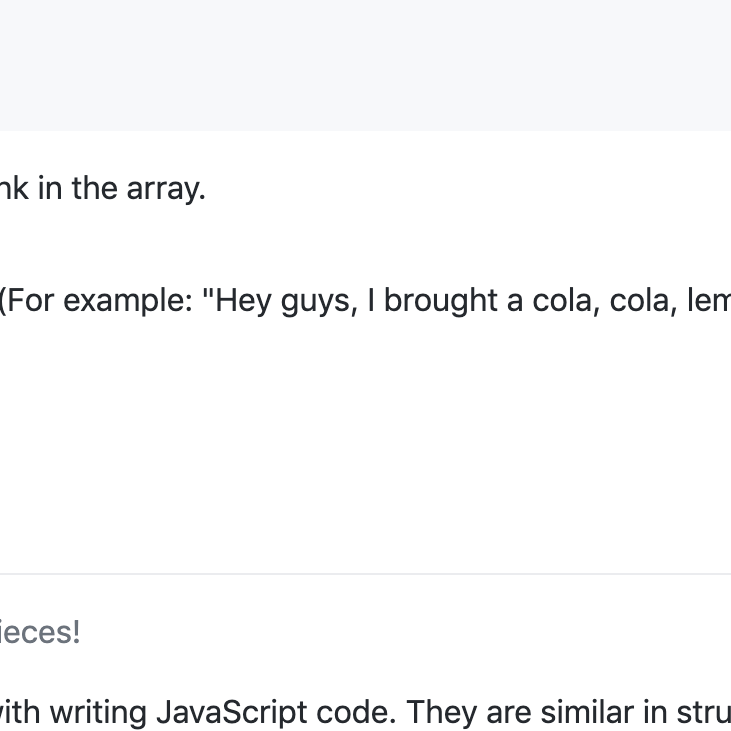 nk in the array.
(For example: "Hey guys, I brought a cola, cola, lem
ieces!
with writing JavaScript code. They are similar in stru